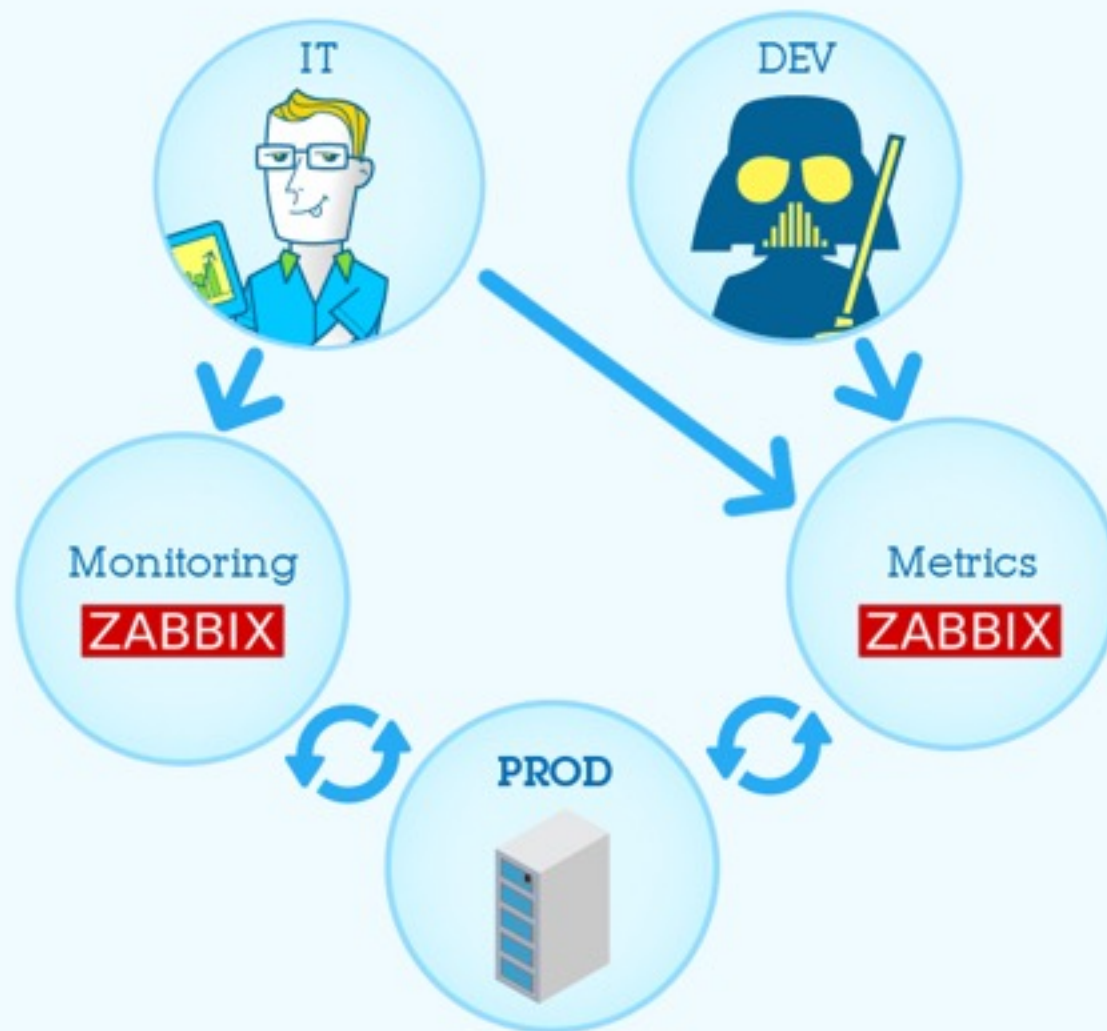 IT
DEV
Monitoring
ZABBIX
Metrics
ZABBIX
PROD